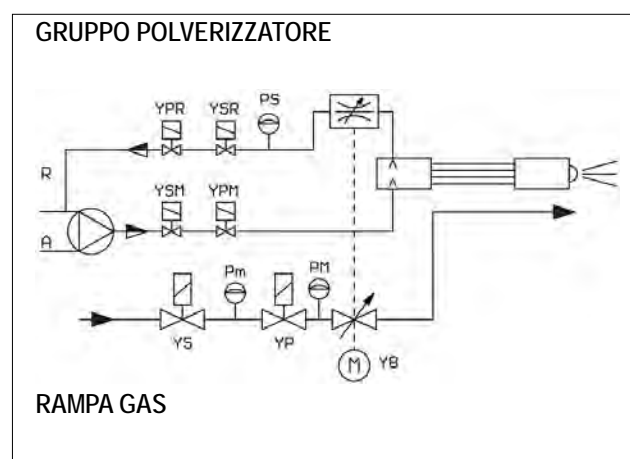 GRUPPO POLVERIZZATORE
YPR YSR PS
R
YSM YPM
A
Pm PM
YS YP
M YB
RAMPA GAS